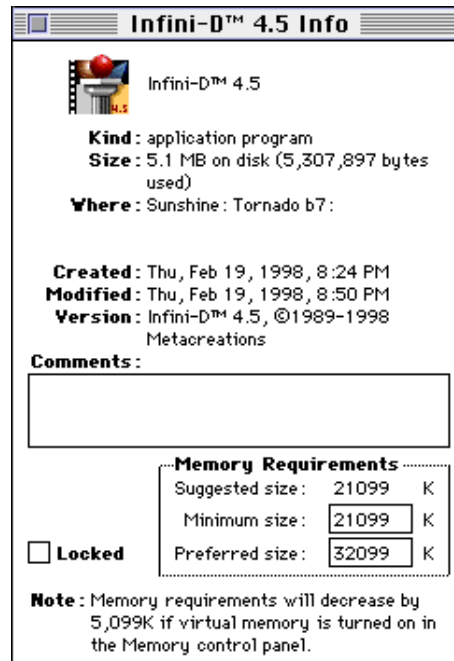 Infini-D™ 4.5 Info
4.5
Infini-D™ 4.5
Kind: application program
Size: 5.1 MB on disk (5,307,897 bytes
used)
Where: Sunshine: Tornado b7:
Created: Thu, Feb 19, 1998, 8:24 PM
Modified: Thu, Feb 19, 1998, 8:50 PM
Version: Infini-D™ 4.5, ©1989-1998
Metacreations
Comments:
Memory Requirements
Suggested size: 21099 K
Minimum size: 21099 K
Locked Preferred size: 32099 K
Note: Memory requirements will decrease by
5,099K if virtual memory is turned on in
the Memory control panel.